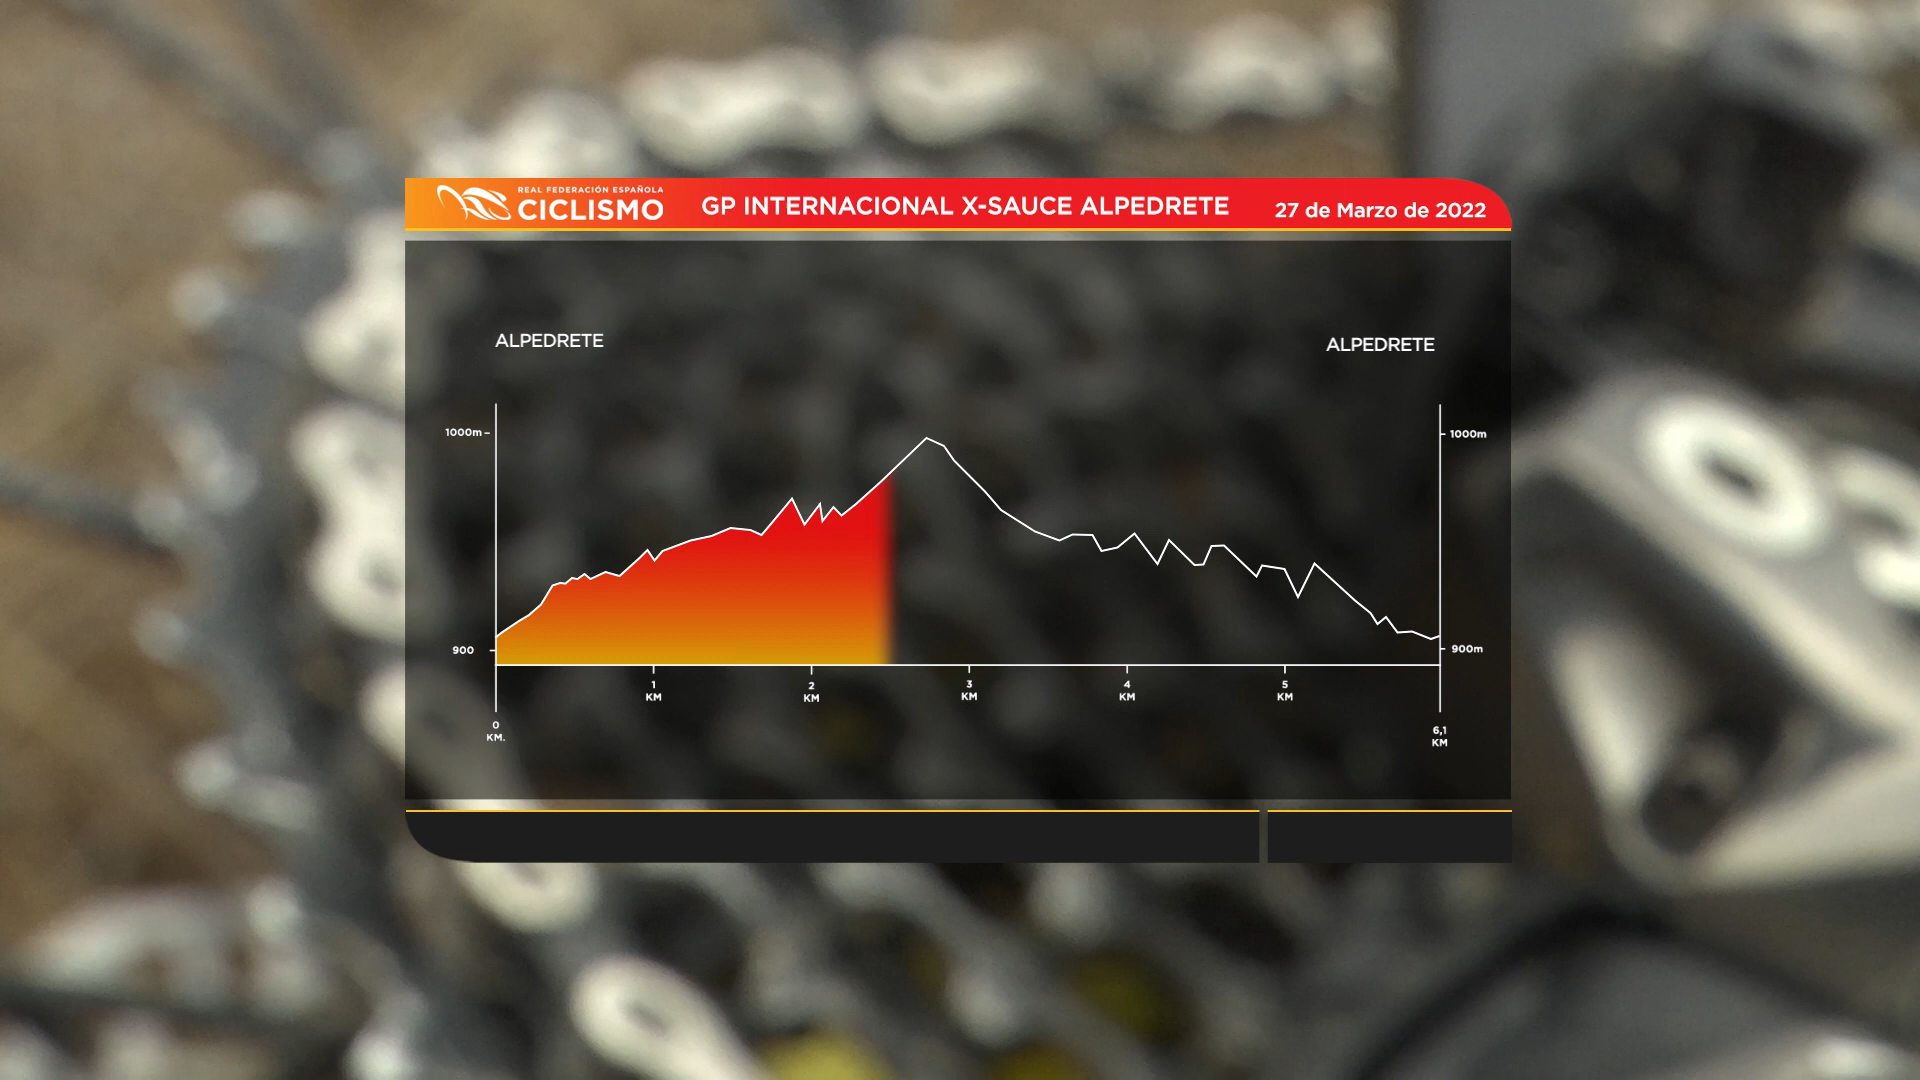 REAL FEDERACIÓN ESPAÑOLA
CICLISMO
GP INTERNACIONAL X-SAUCE ALPEDRETE
27 de Marzo de 2022
ALPEDRETE
ALPEDRETE
1000m
1000m
900
900m
1
KM
2
KM
3
KM
4
KM
5
KM
0
KM.
6,1
KM